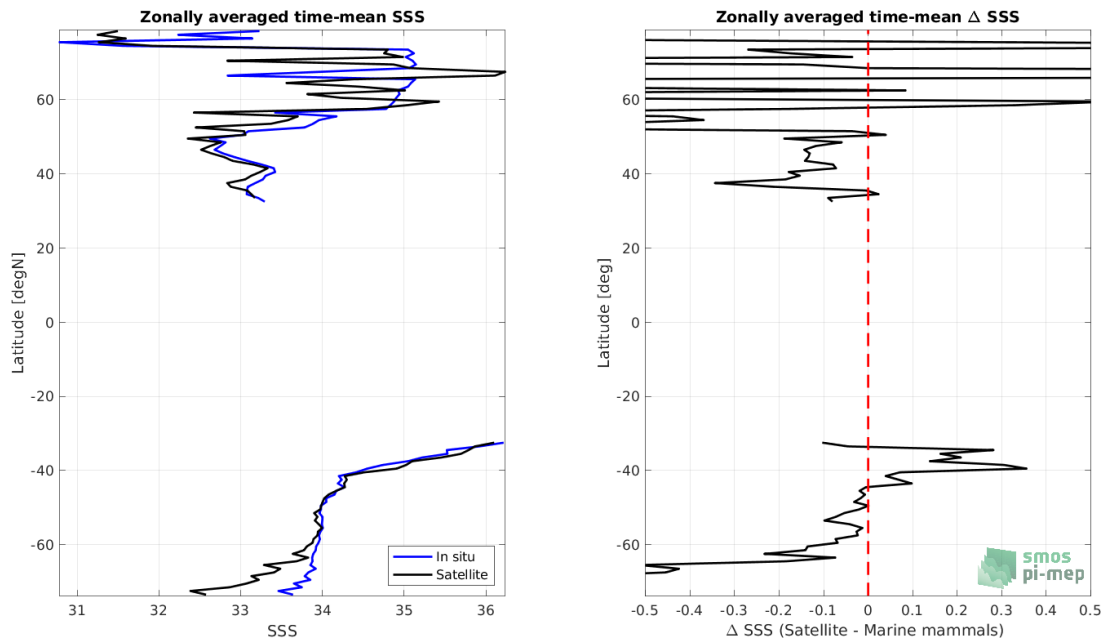 Zonally averaged time-mean SSS
Latitude [degN]
60
40
20
0
-20
-40
-60
31 32 33 34 35 36
SSS
In situ
Satellite
Zonally averaged time-mean Δ SSS
Latitude [deg]
60
40
20
0
-20
-40
-60
-0.5 -0.4 -0.3 -0.2 -0.1 0 0.1 0.2 0.3 0.4 0.5
Δ SSS (Satellite - Marine mammals)
smos
pi-mep